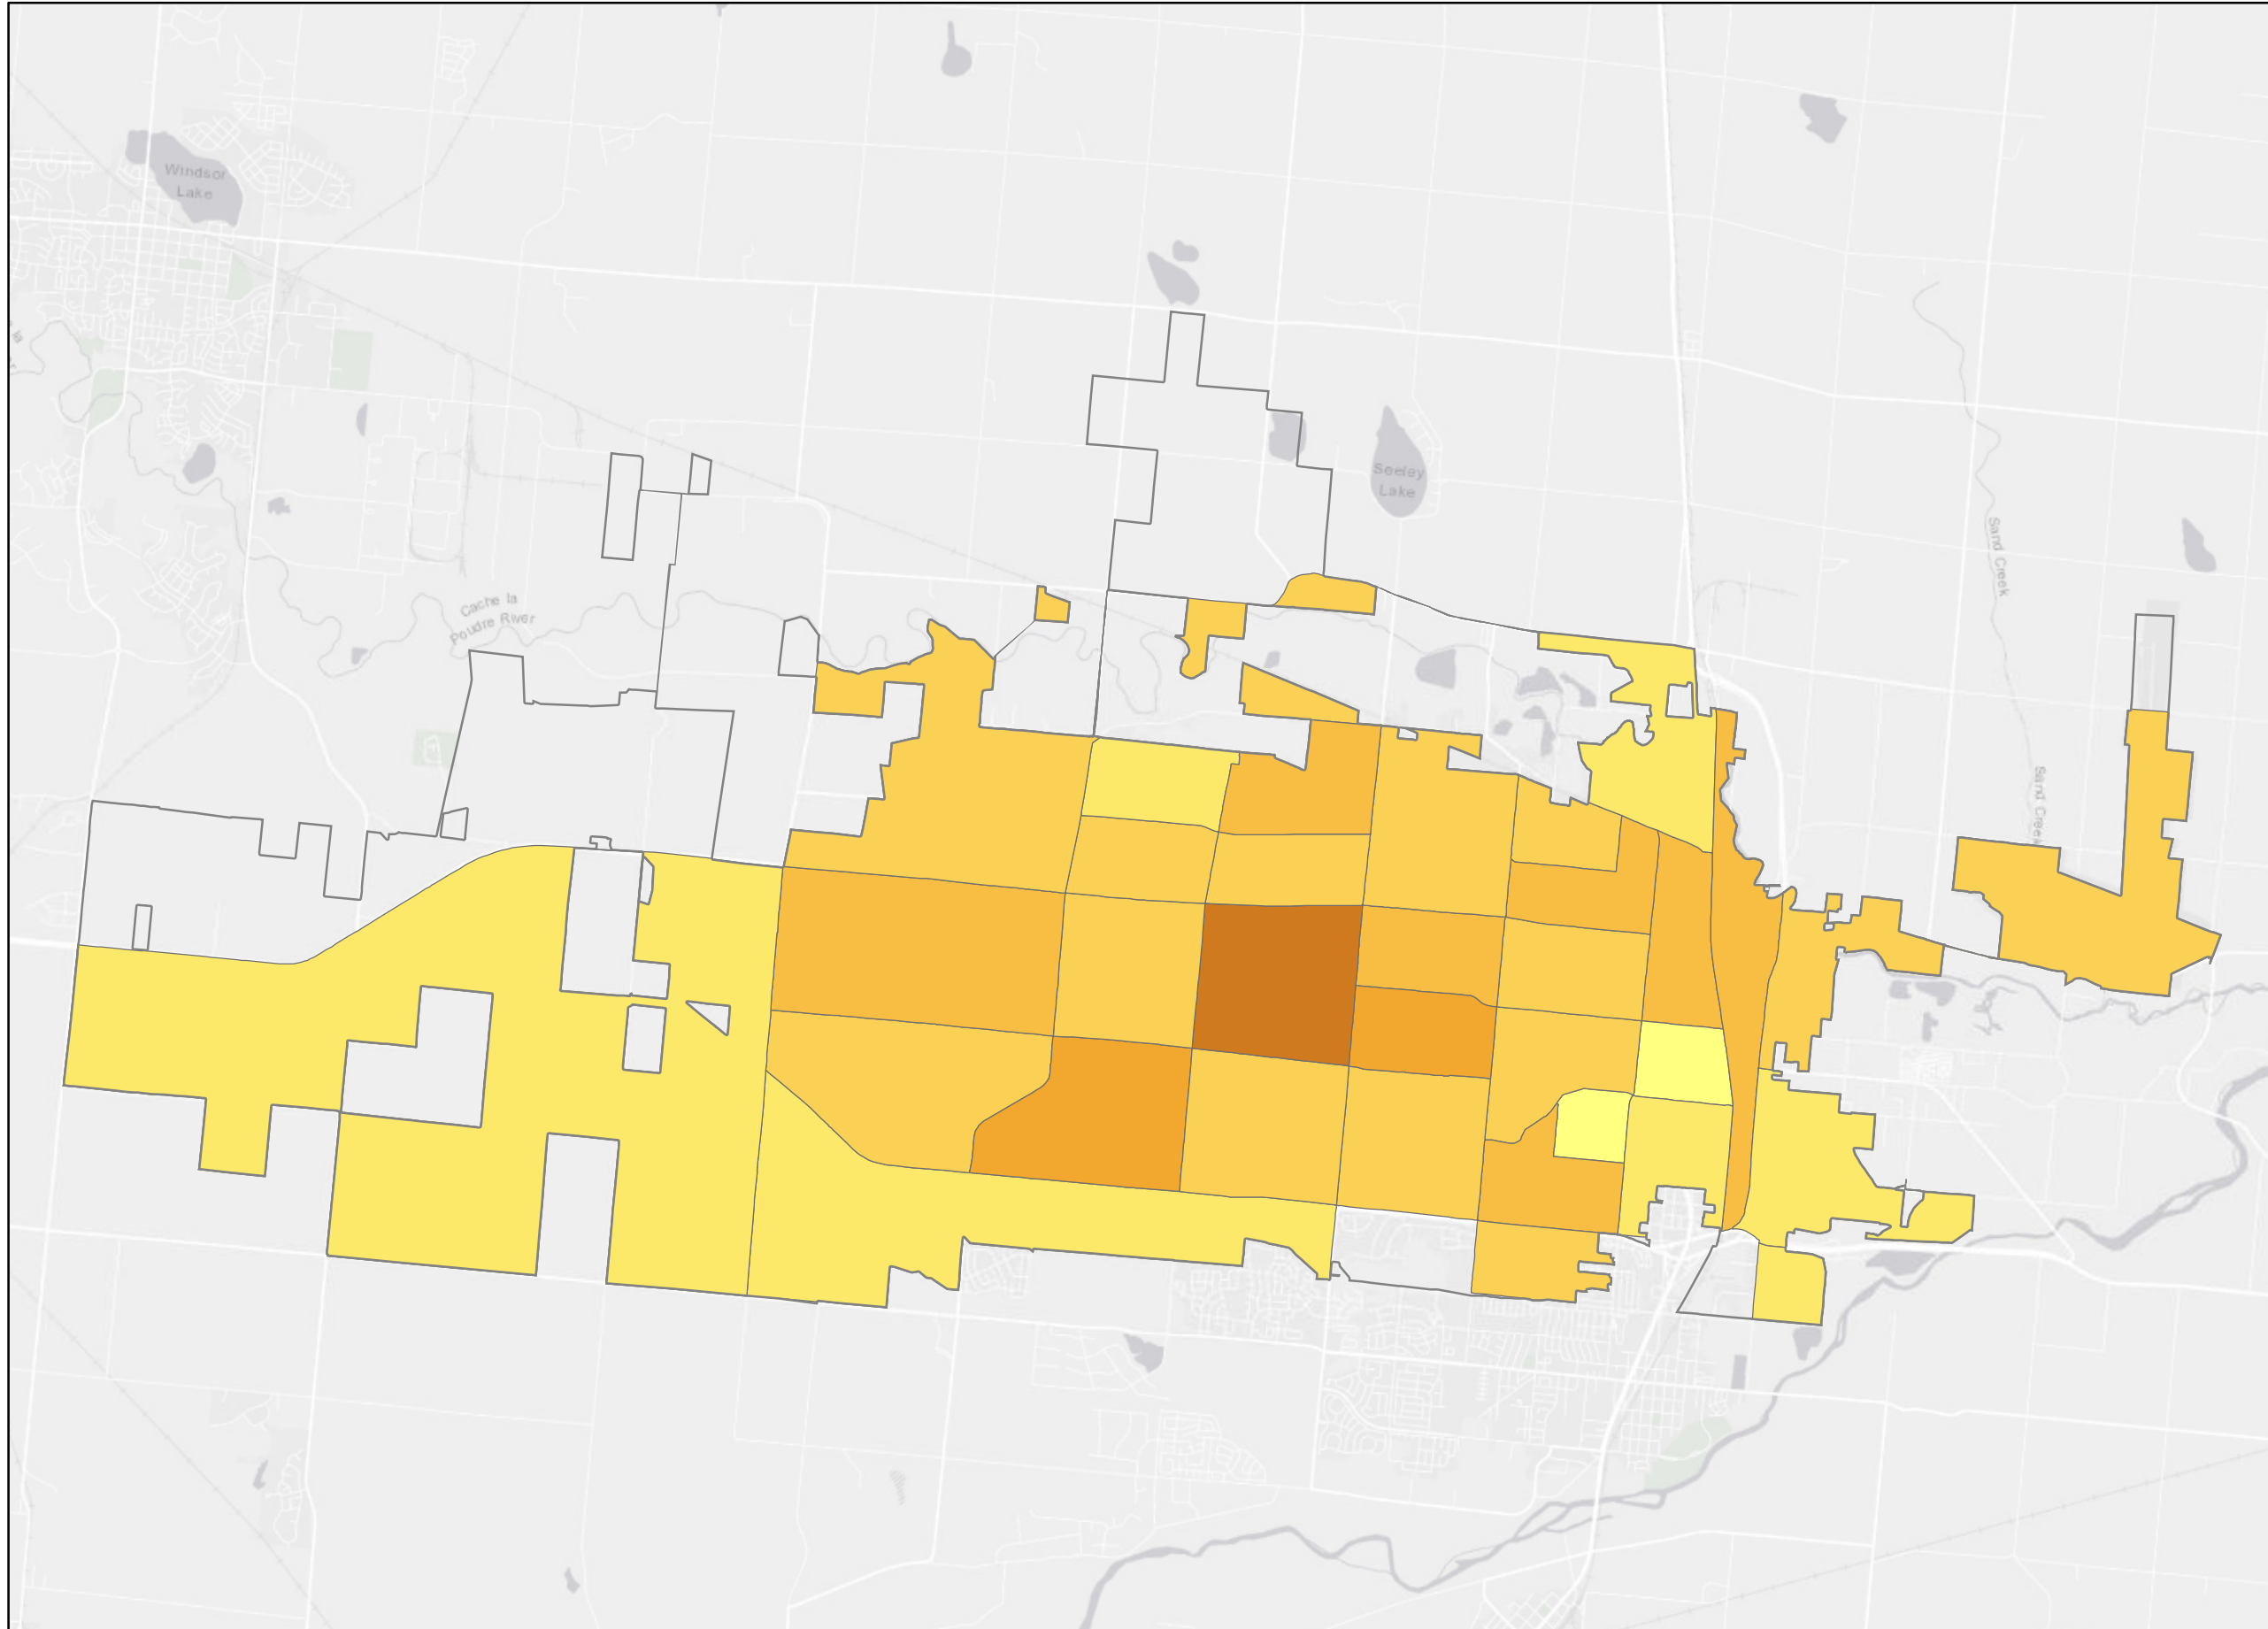 Windsor
Lake
Seeley
Lake
Sand Creek
Cache la
Poudre River
Sand Creek